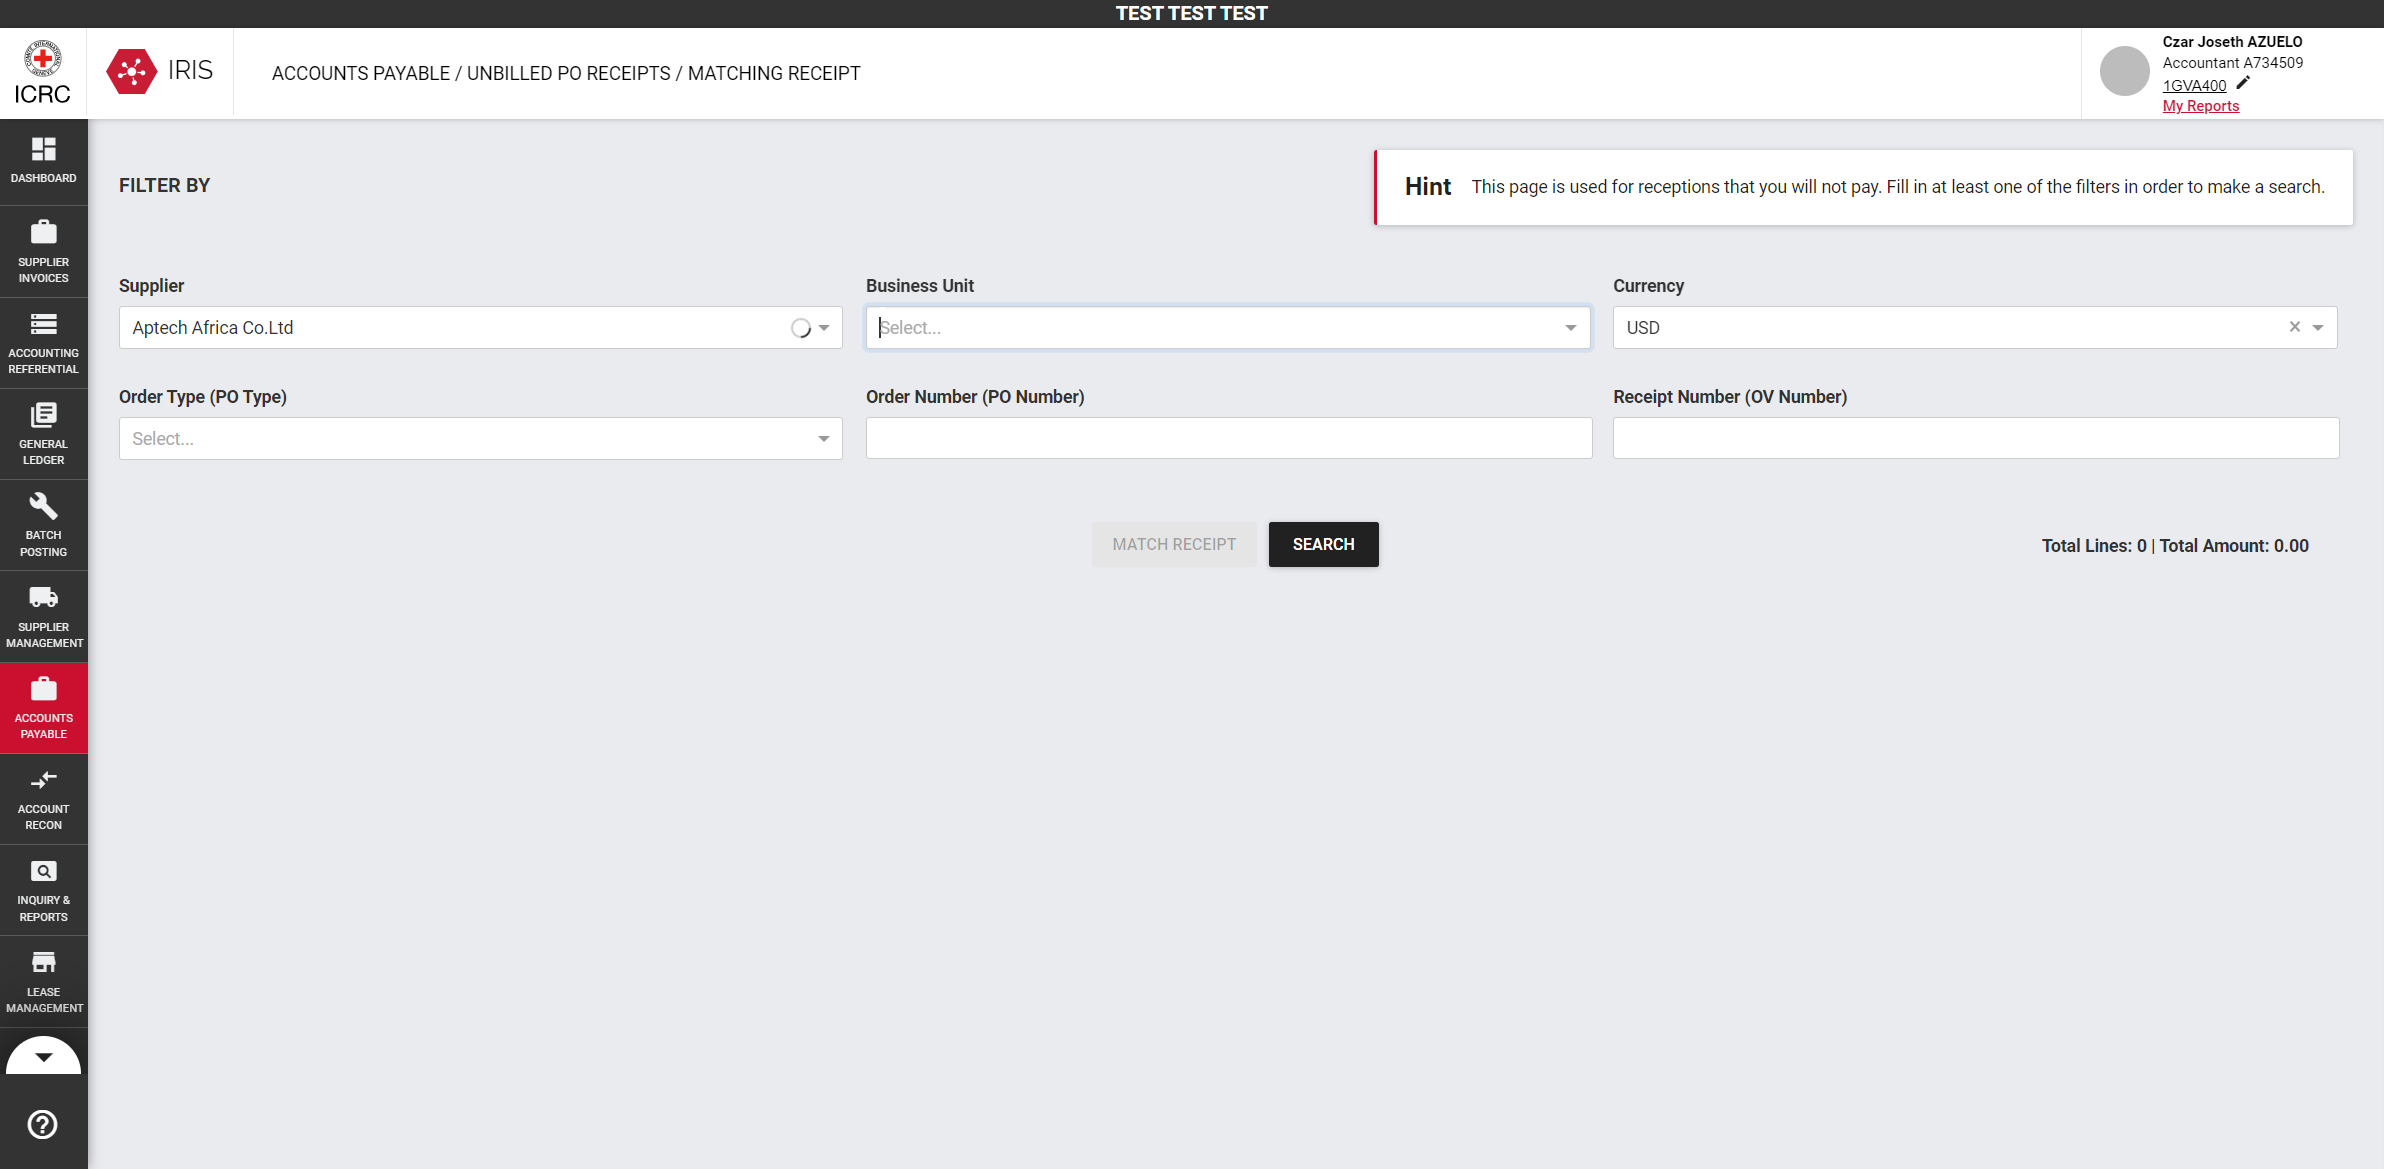 TEST TEST TEST
COMITE INTERNATIONAL GENEVE
ICRC
IRIS
ACCOUNTS PAYABLE / UNBILLED PO RECEIPTS / MATCHING RECEIPT
Czar Joseth AZUELO
Accountant A734509
1GVA400
My Reports
DASHBOARD
SUPPLIER
INVOICES
ACCOUNTING
REFERENTIAL
GENERAL
LEDGER
BATCH
POSTING
SUPPLIER
MANAGEMENT
ACCOUNTS
PAYABLE
ACCOUNT
RECON
INQUIRY &
REPORTS
LEASE
MANAGEMENT
FILTER BY
Hint This page is used for receptions that you will not pay. Fill in at least one of the filters in order to make a search.
Supplier
Aptech Africa Co.Ltd
Business Unit
Select...
Currency
USD
Order Type (PO Type)
Select...
Order Number (PO Number)
Receipt Number (OV Number)
MATCH RECEIPT
SEARCH
Total Lines: 0 | Total Amount: 0.00